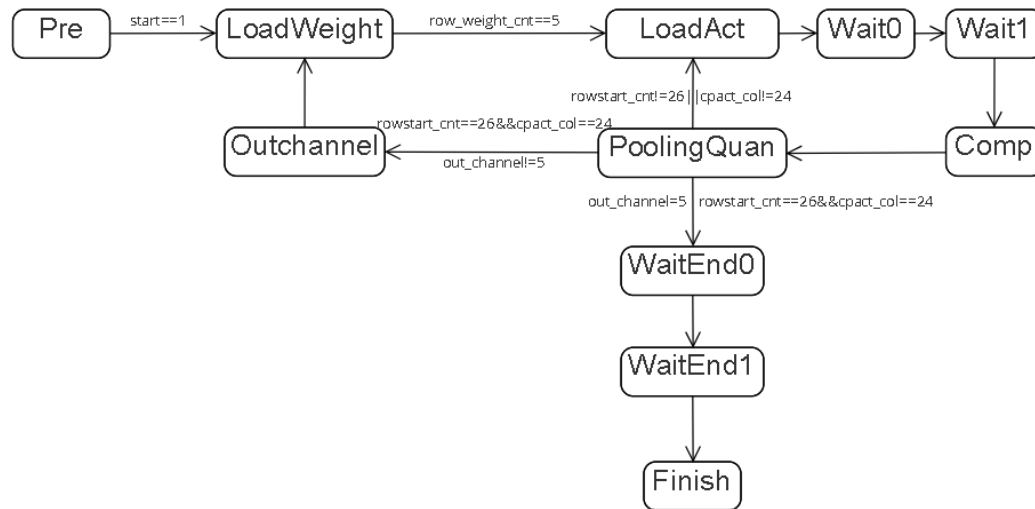 Pre
start==1
LoadWeight
row_weight_cnt==5
LoadAct
Wait0
Wait1
rowstart_cnt!=26||cpact_col!=24
rowstart_cnt==26&&cpact_col==24
Outchannel
out_channel!=5
PoolingQuan
Comp
out_channel=5
rowstart_cnt==26&&cpact_col==24
WaitEnd0
WaitEnd1
Finish